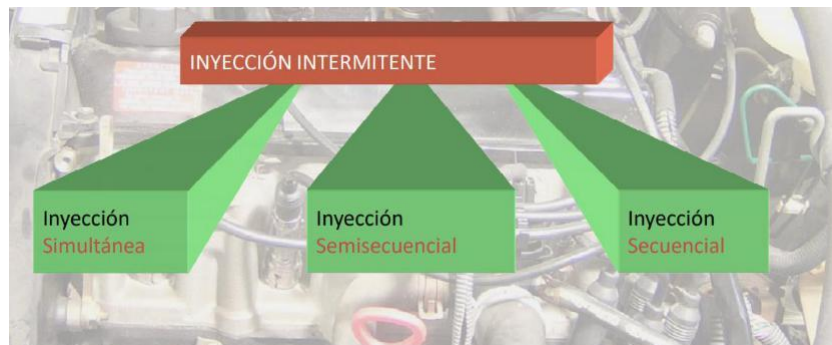 INYECCIÓN INTERMITENTE
Inyección
Simultánea
Inyección
Semisecuencial
Inyección
Secuencial